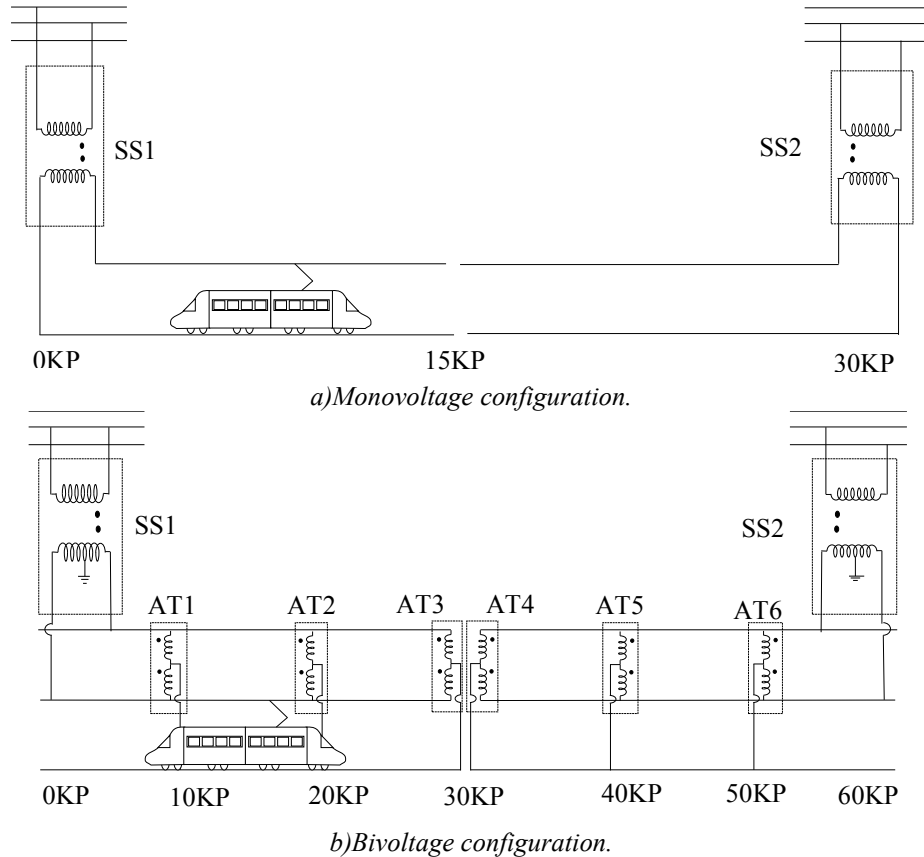 SS1 SS2
0KP 15KP 30KP
a)Monovoltage configuration.
SS1 SS2
AT1 AT2 AT3 AT4 AT5 AT6
0KP 10KP 20KP 30KP 40KP 50KP 60KP
b)Bivoltage configuration.